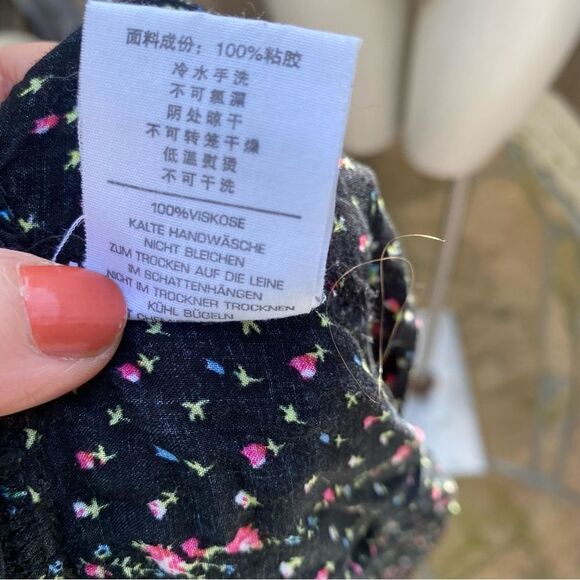 面料成份：100%粘胶
冷水手洗
不可氯漂
阴处晾干
不可转笼干燥
低温熨烫
不可干洗
100%VISKOSE
KALTE HANDWÄSCHE
NICHT BLEICHEN
ZUM TROCKEN AUF DIE LEINE
IM SCHATTENHÄNGEN
NICHT IM TROCKNER TROCKNEN
KÜHL BÜGELN